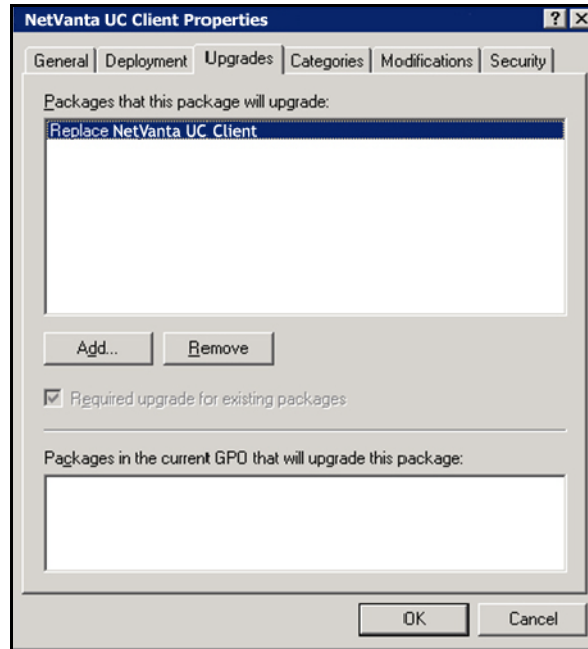 NetVanta UC Client Properties
General Deployment Upgrades Categories Modifications Security
Packages that this package will upgrade:
Replace NetVanta UC Client
Add... Remove
Required upgrade for existing packages
Packages in the current GPO that will upgrade this package:
OK Cancel